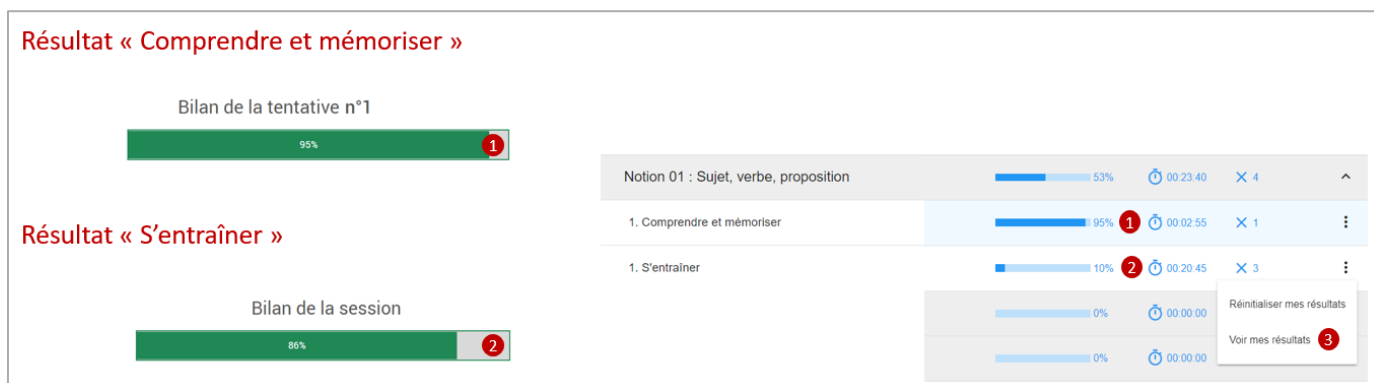 Résultat « Comprendre et mémoriser »
Bilan de la tentative n°1
95% 1
Résultat « S’entraîner »
Bilan de la session
86% 2
Notion 01 : Sujet, verbe, proposition 53% 00:23:40 4
1. Comprendre et mémoriser 95% 1 00:02:55 1
1. S'entraîner 10% 2 00:20:45 3
0% 00:00:00
0% 00:00:00
Réinitialiser mes résultats
Voir mes résultats 3